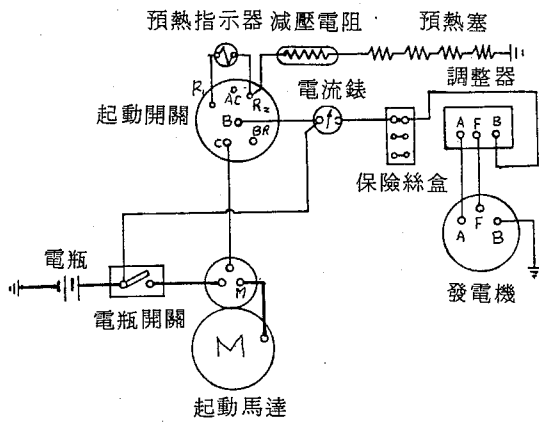 預熱指示器 減壓電阻 預熱塞
調整器
R1 AC R2
電流錶
起動開關
B BR
C
A F B
保險絲盒
A F B
發電機
電瓶
電瓶開關
M
M
起動馬達